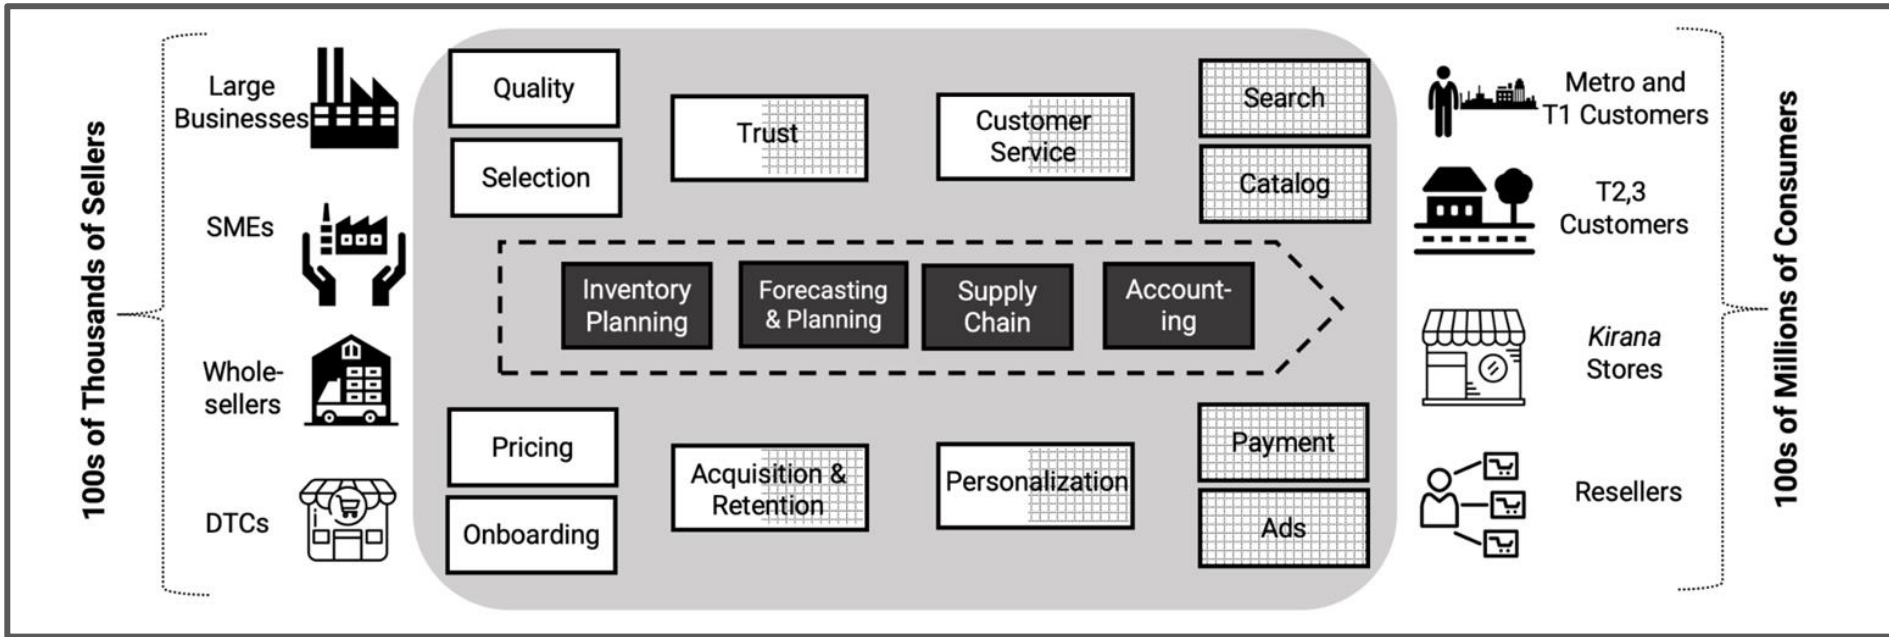 100s of Thousands of Sellers
Large
Businesses
SMEs
Whole-
sellers
DTCs
Quality
Selection
Trust
Customer
Service
Search
Catalog
Inventory
Planning
Forecasting
& Planning
Supply
Chain
Account-
ing
Pricing
Onboarding
Acquisition &
Retention
Personalization
Payment
Ads
Metro and
T1 Customers
T2,3
Customers
Kirana
Stores
Resellers
100s of Millions of Consumers